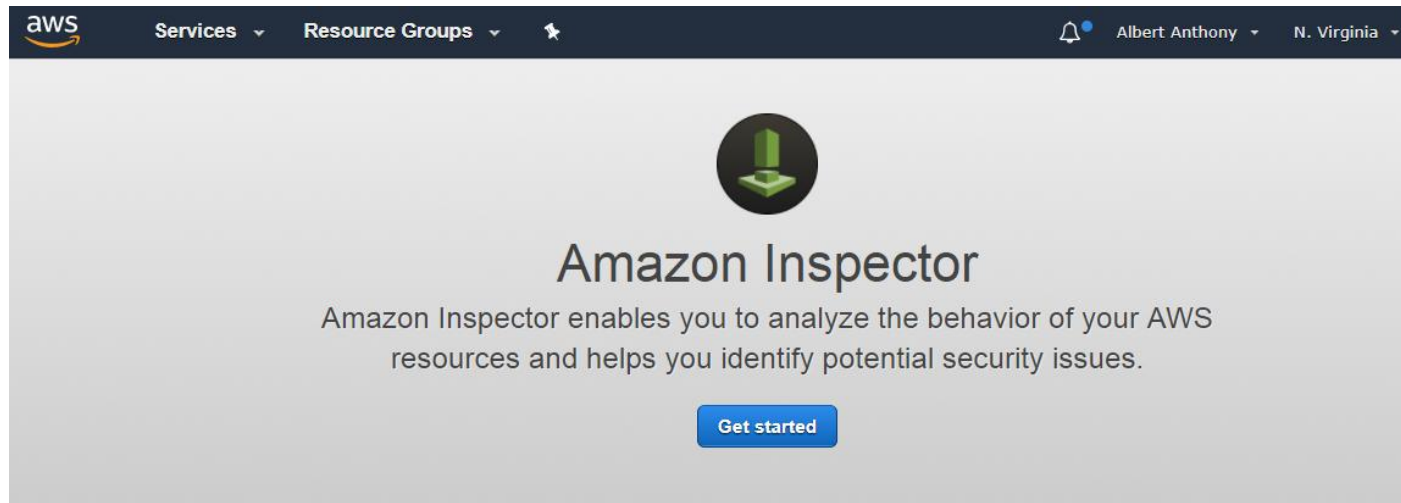 aws Services Resource Groups Albert Anthony N. Virginia
Amazon Inspector
Amazon Inspector enables you to analyze the behavior of your AWS
resources and helps you identify potential security issues.
Get started